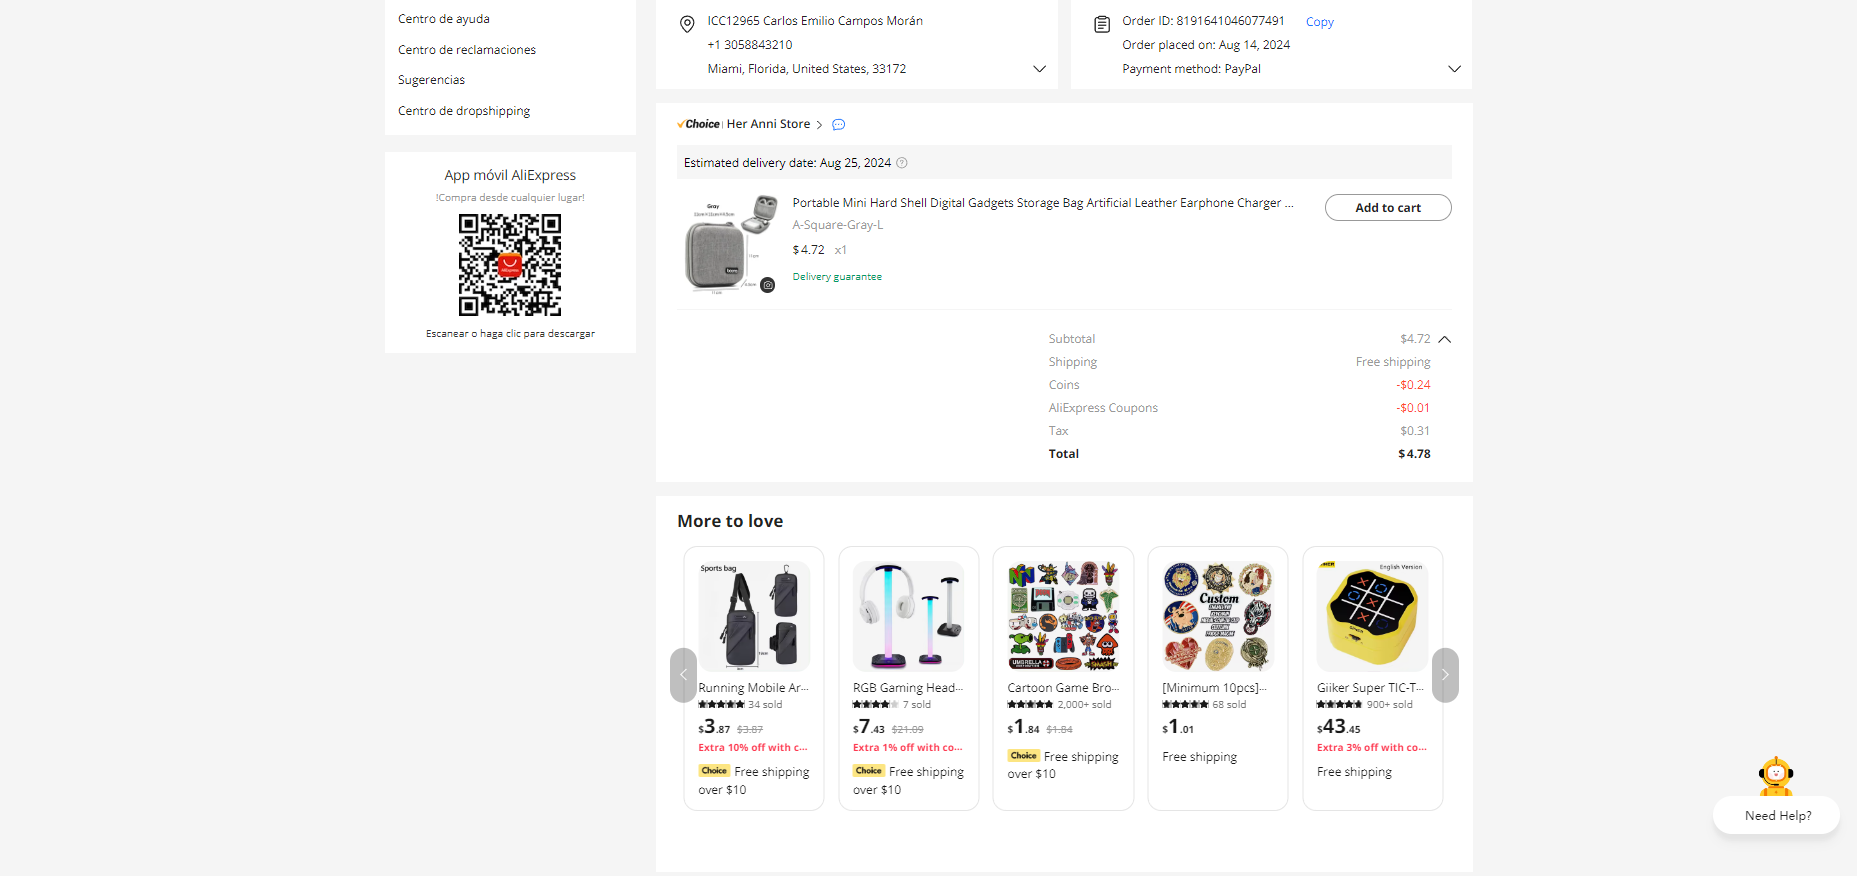 Centro de ayuda
Centro de reclamaciones
Sugerencias
Centro de dropshipping
App móvil AliExpress
!Compra desde cualquier lugar!
AliExpress
Escanear o haga clic para descargar
ICC12965 Carlos Emilio Campos Morán
+1 3058843210
Miami, Florida, United States, 33172
Order ID: 8191641046077491 Copy
Order placed on: Aug 14, 2024
Payment method: PayPal
Choice | Her Anni Store
Estimated delivery date: Aug 25, 2024
Gray
Portable Mini Hard Shell Digital Gadgets Storage Bag Artificial Leather Earphone Charger ...
A-Square-Gray-L
$4.72 x1
Delivery guarantee
Add to cart
Subtotal $4.72
Shipping Free shipping
Coins -$0.24
AliExpress Coupons -$0.01
Tax $0.31
Total $4.78
More to love
Sports bag
Running Mobile Ar...
34 sold
$3.87 $3.87
Extra 10% off with c...
Choice Free shipping
over $10
RGB Gaming Head...
7 sold
$7.43 $21.09
Extra 1% off with co...
Choice Free shipping
over $10
UMBRELLA
Cartoon Game Bro...
2,000+ sold
$1.84 $1.84
Choice Free shipping
over $10
Custom
[Minimum 10pcs]...
68 sold
$1.01
Free shipping
English Version
GiiKER
Giiker Super TIC-T...
900+ sold
$43.45
Extra 3% off with co...
Free shipping
Need Help?